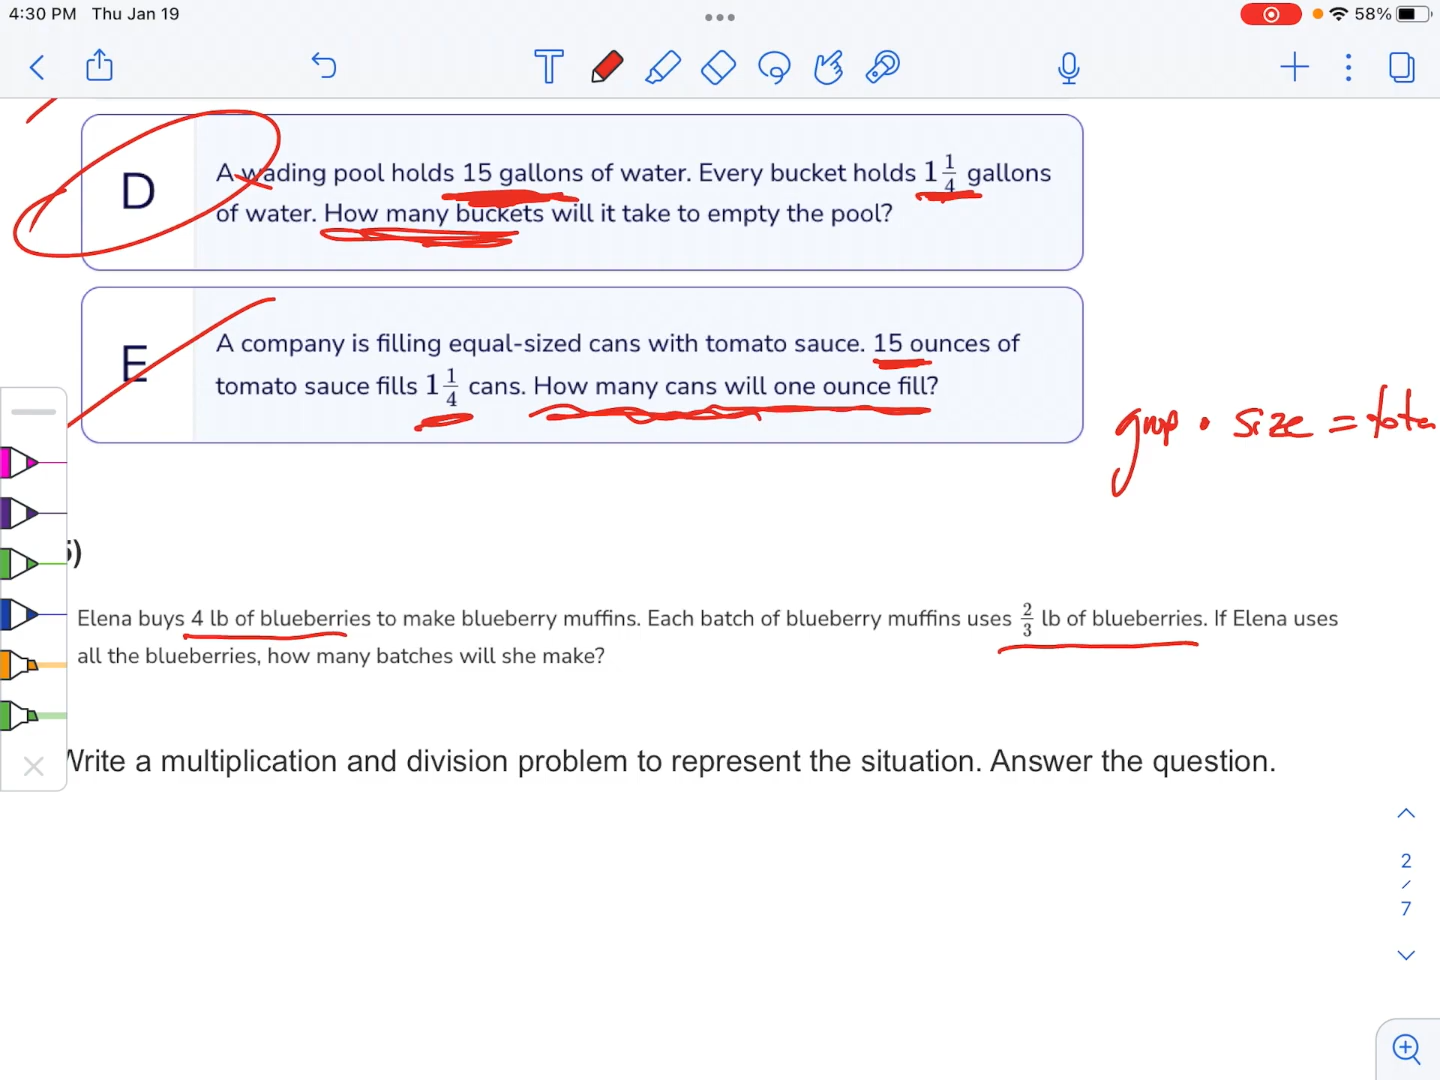 4:30 PM Thu Jan 19
58%
D
A wading pool holds 15 gallons of water. Every bucket holds 1 1/4 gallons
of water. How many buckets will it take to empty the pool?
E
A company is filling equal-sized cans with tomato sauce. 15 ounces of
tomato sauce fills 1 1/4 cans. How many cans will one ounce fill?
group • size = tota
)
Elena buys 4 lb of blueberries to make blueberry muffins. Each batch of blueberry muffins uses 2/3 lb of blueberries. If Elena uses
all the blueberries, how many batches will she make?
Write a multiplication and division problem to represent the situation. Answer the question.
2
/
7